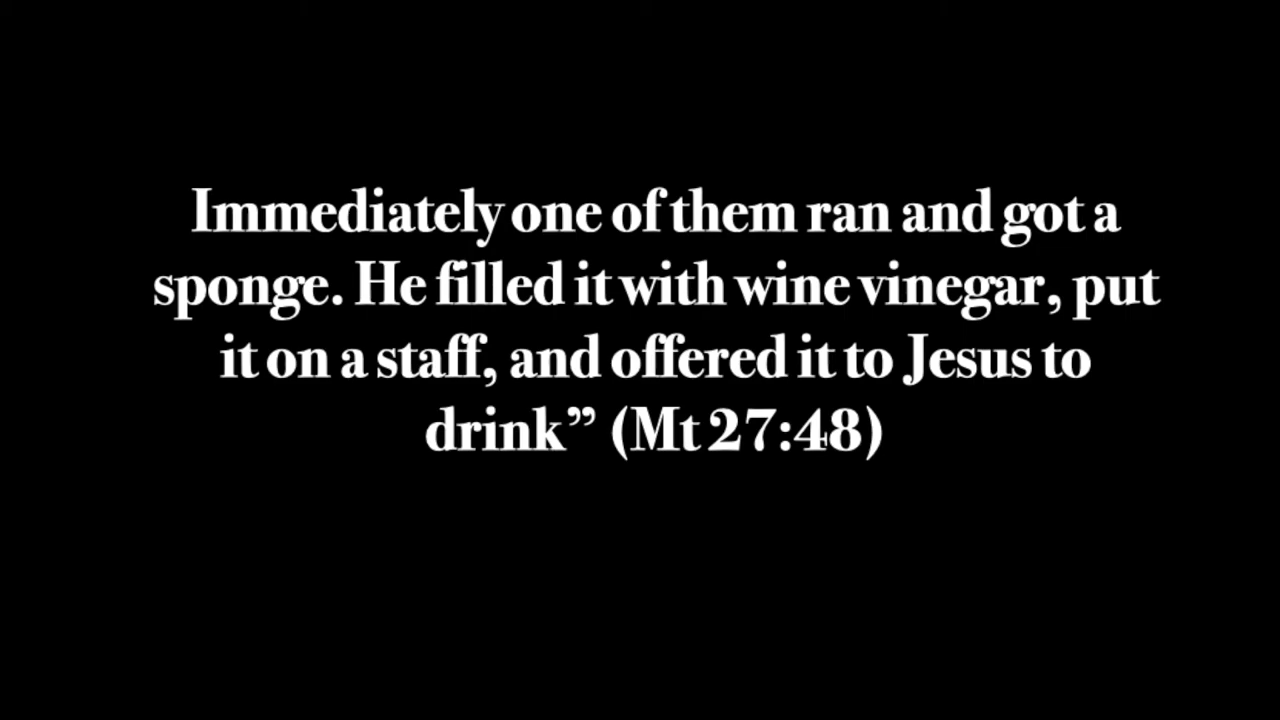 Immediately one of them ran and got a
sponge. He filled it with wine vinegar, put
it on a staff, and offered it to Jesus to
drink” (Mt 27:48)